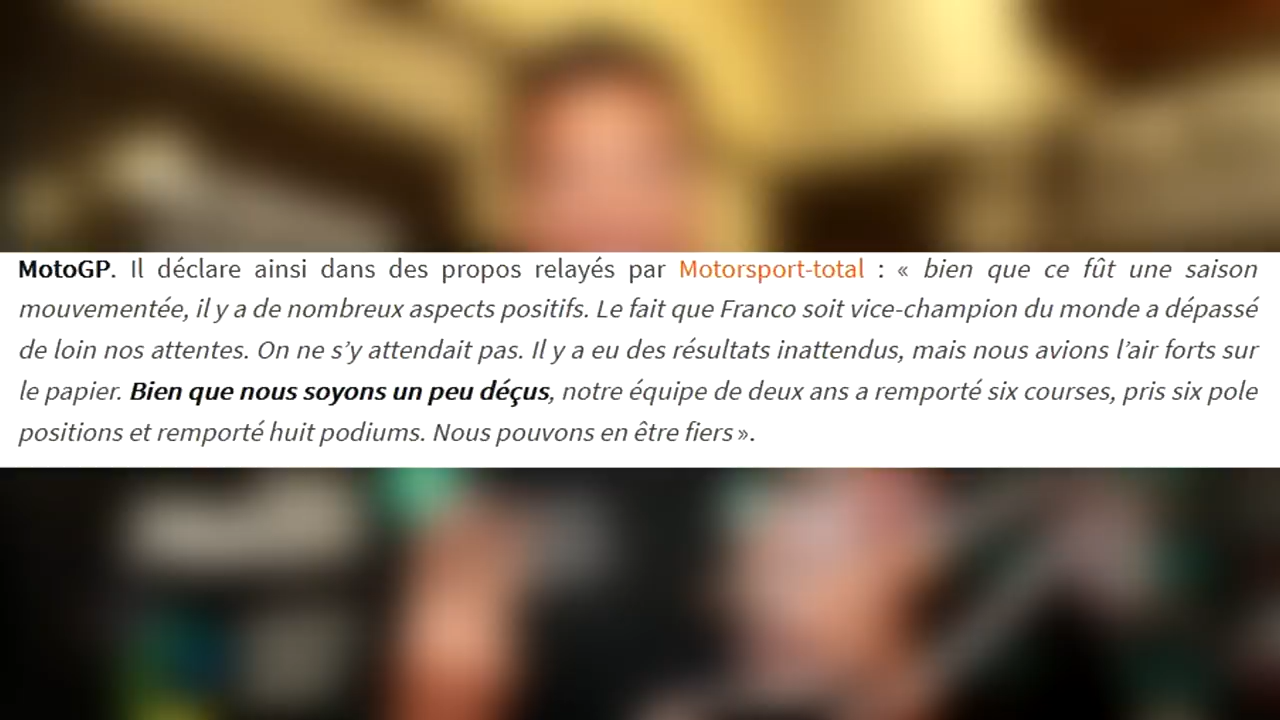 MotoGP. Il déclare ainsi dans des propos relayés par Motorsport-total : « bien que ce fût une saison
mouvementée, il y a de nombreux aspects positifs. Le fait que Franco soit vice-champion du monde a dépassé
de loin nos attentes. On ne s’y attendait pas. Il y a eu des résultats inattendus, mais nous avions l’air forts sur
le papier. Bien que nous soyons un peu déçus, notre équipe de deux ans a remporté six courses, pris six pole
positions et remporté huit podiums. Nous pouvons en être fiers ».